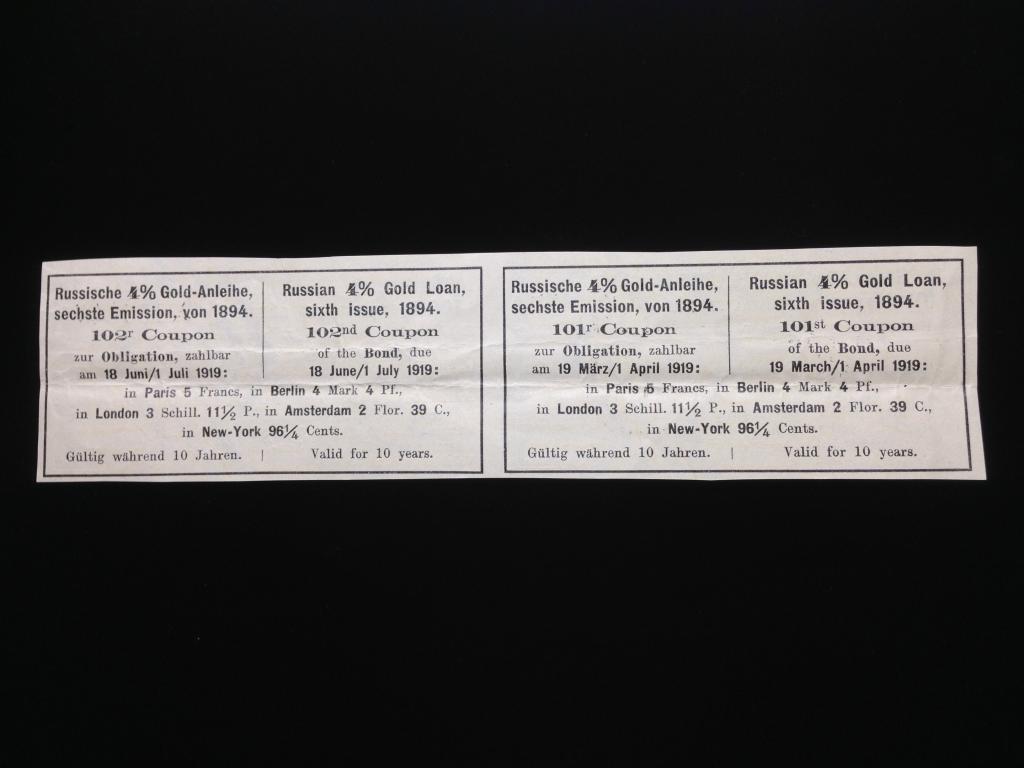 Russische 4% Gold-Anleihe,
sechste Emission, von 1894.
102r Coupon
zur Obligation, zahlbar
am 18 Juni/1 Juli 1919:
Russian 4% Gold Loan,
sixth issue, 1894.
102nd Coupon
of the Bond, due
18 June/1 July 1919:
in Paris 5 Francs, in Berlin 4 Mark 4 Pf.,
in London 3 Schill. 11½ P., in Amsterdam 2 Flor. 39 C.,
in New-York 96¼ Cents.
Gültig während 10 Jahren. | Valid for 10 years.
Russische 4% Gold-Anleihe,
sechste Emission, von 1894.
101r Coupon
zur Obligation, zahlbar
am 19 März/1 April 1919:
Russian 4% Gold Loan,
sixth issue, 1894.
101st Coupon
of the Bond, due
19 March/1 April 1919:
in Paris 5 Francs, in Berlin 4 Mark 4 Pf.,
in London 3 Schill. 11½ P., in Amsterdam 2 Flor. 39 C.,
in New-York 96¼ Cents.
Gültig während 10 Jahren. | Valid for 10 years.